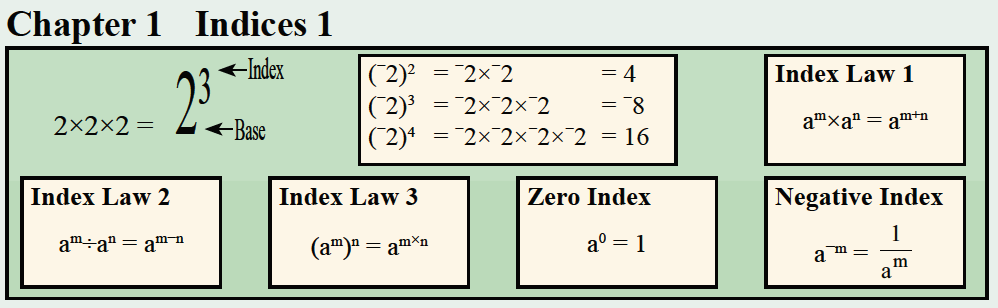 Chapter 1 Indices 1
2×2×2 = 2³
←Index
←Base
(⁻2)² = ⁻2×⁻2 = 4
(⁻2)³ = ⁻2×⁻2×⁻2 = ⁻8
(⁻2)⁴ = ⁻2×⁻2×⁻2×⁻2 = 16
Index Law 1
aᵐ×aⁿ = aᵐ⁺ⁿ
Index Law 2
aᵐ÷aⁿ = aᵐ⁻ⁿ
Index Law 3
(aᵐ)ⁿ = aᵐˣⁿ
Zero Index
a⁰ = 1
Negative Index
a⁻ᵐ = 1/aᵐ